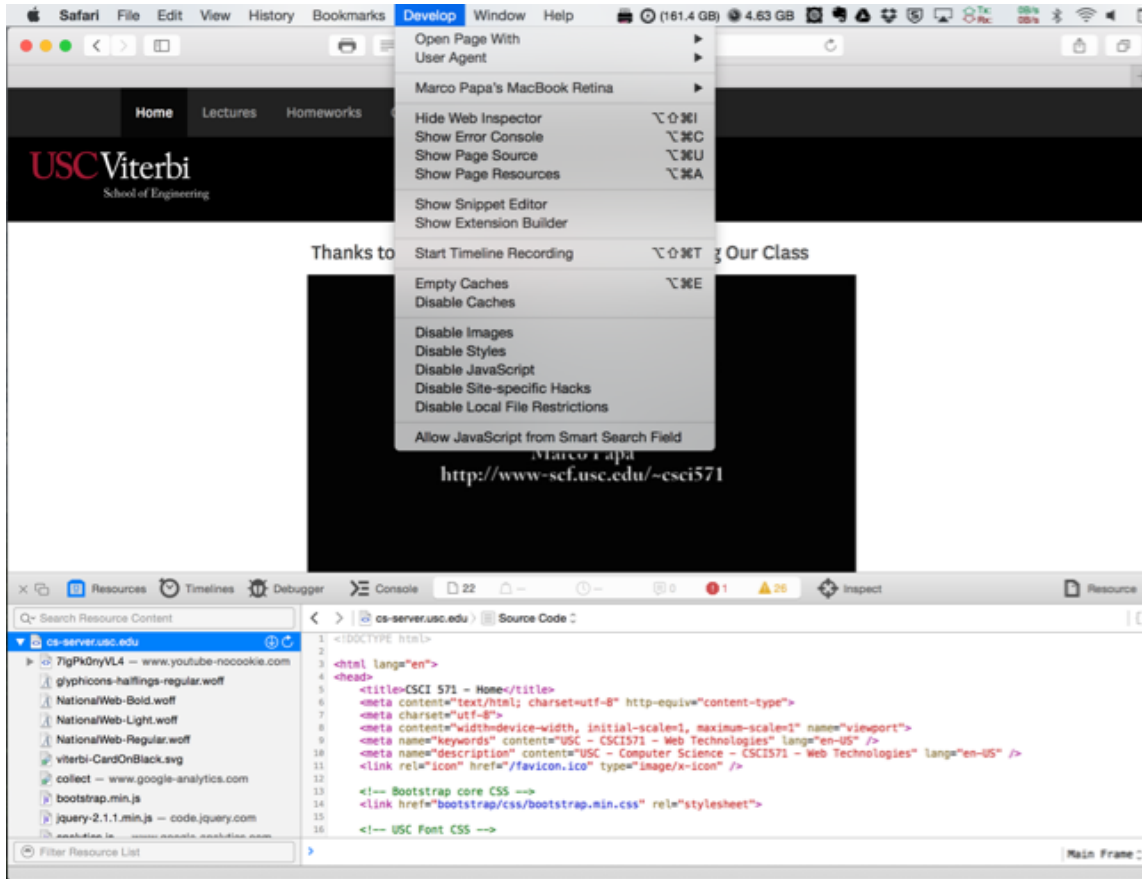 Safari File Edit View History Bookmarks Develop Window Help (161.4 GB) 4.63 GB
Open Page With
User Agent
Marco Papa's MacBook Retina
Hide Web Inspector ⌥⇧⌘I
Show Error Console ⌥⌘C
Show Page Source ⌥⌘U
Show Page Resources ⌥⌘A
Show Snippet Editor
Show Extension Builder
Start Timeline Recording ⌥⇧⌘T
Empty Caches ⌥⌘E
Disable Caches
Disable Images
Disable Styles
Disable JavaScript
Disable Site-specific Hacks
Disable Local File Restrictions
Allow JavaScript from Smart Search Field
Home Lectures Homeworks
USC Viterbi
School of Engineering
Thanks to g Our Class
Marco Papa
http://www-scf.usc.edu/~csci571
Resources Timelines Debugger Console 22 0 1 26 Inspect Resource
Search Resource Content
cs-server.usc.edu Source Code
cs-server.usc.edu
7lgPk0nyVL4 — www.youtube-nocookie.com
glyphicons-halflings-regular.woff
NationalWeb-Bold.woff
NationalWeb-Light.woff
NationalWeb-Regular.woff
viterbi-CardOnBlack.svg
collect — www.google-analytics.com
bootstrap.min.js
jquery-2.1.1.min.js — code.jquery.com
Filter Resource List
1 <!DOCTYPE html>
2
3 <html lang="en">
4 <head>
5 <title>CSCI 571 - Home</title>
6 <meta content="text/html; charset=utf-8" http-equiv="content-type">
7 <meta charset="utf-8">
8 <meta content="width=device-width, initial-scale=1, maximum-scale=1" name="viewport">
9 <meta name="keywords" content="USC - CSCI571 - Web Technologies" lang="en-US" />
10 <meta name="description" content="USC - Computer Science - CSCI571 - Web Technologies" lang="en-US" />
11 <link rel="icon" href="/favicon.ico" type="image/x-icon" />
12
13 <!-- Bootstrap core CSS -->
14 <link href="bootstrap/css/bootstrap.min.css" rel="stylesheet">
15
16 <!-- USC Font CSS -->
Main Frame